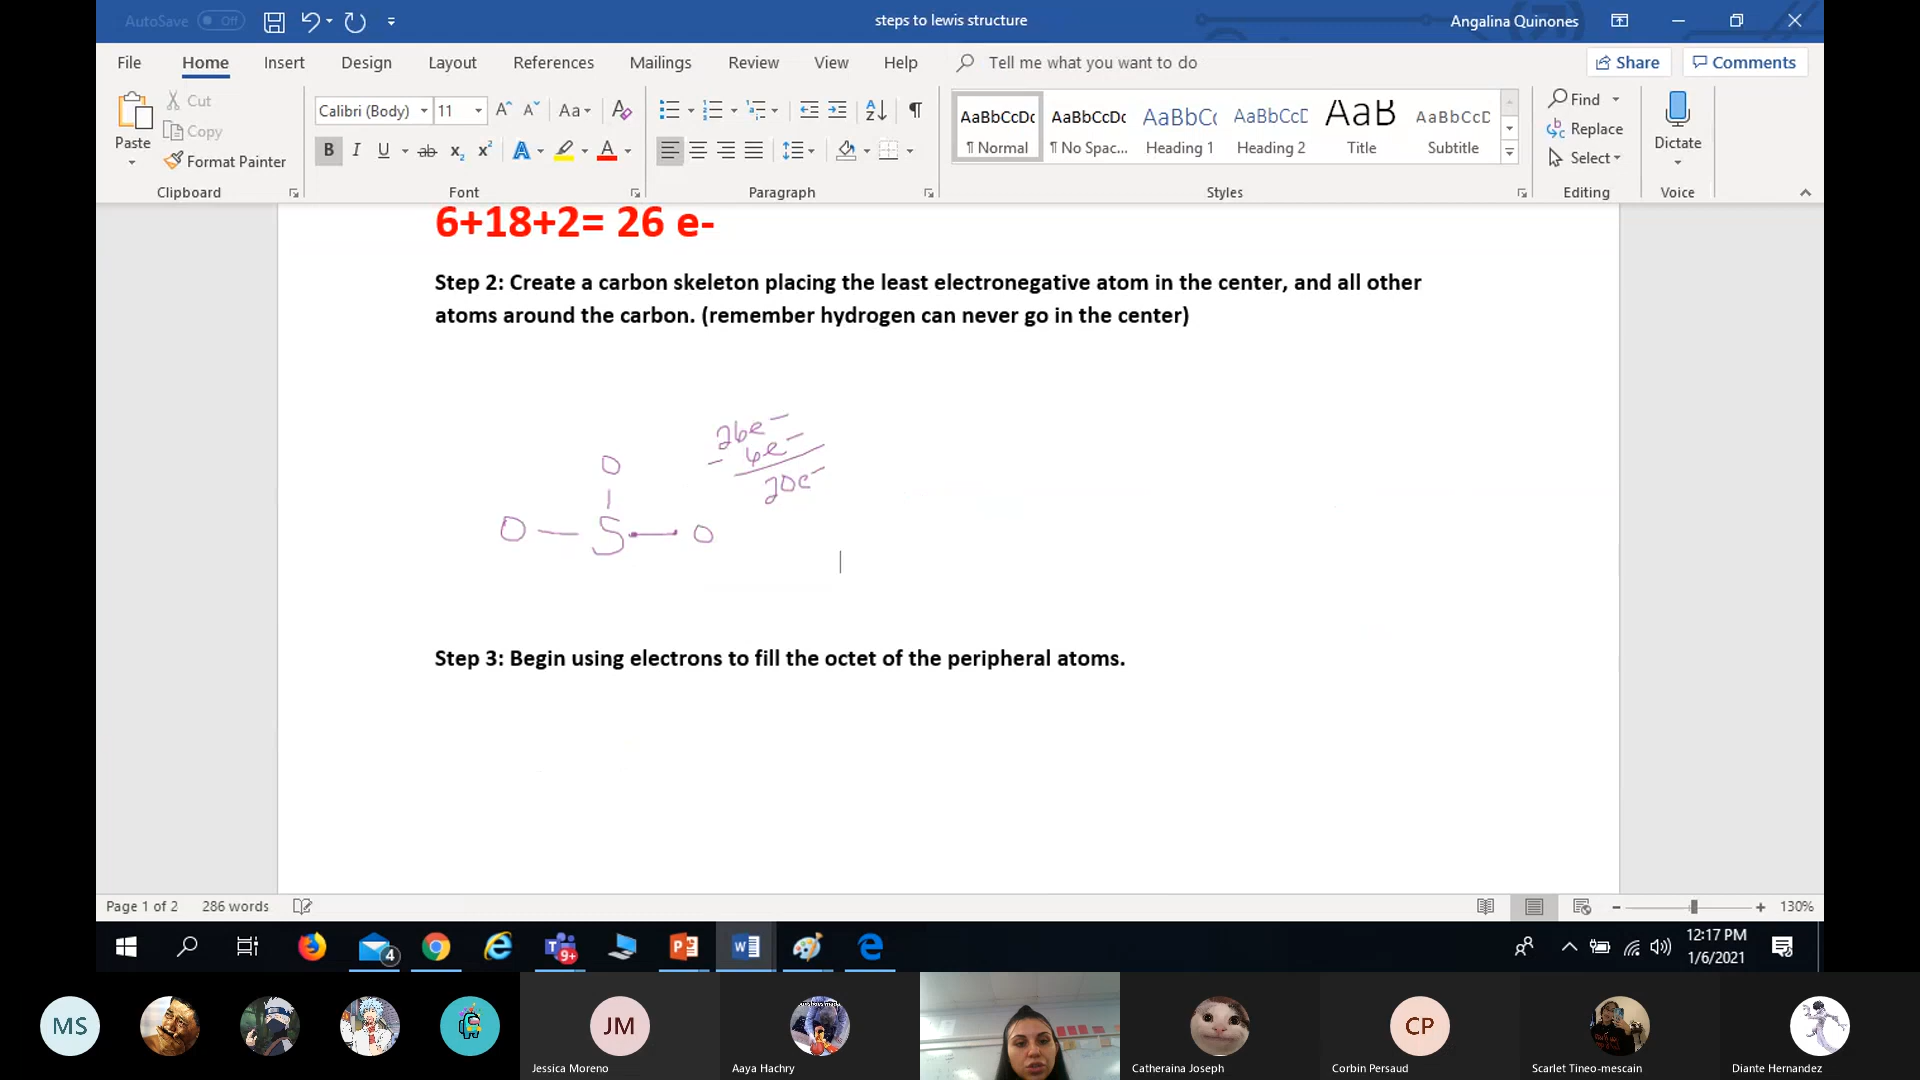 AutoSave Off
steps to lewis structure
Angalina Quinones
File Home Insert Design Layout References Mailings Review View Help Tell me what you want to do
Share Comments
Paste
Cut
Copy
Format Painter
Clipboard
Calibri (Body) 11
Font
Paragraph
AaBbCcDc AaBbCcDc AaBbCc AaBbCcD AaB AaBbCcD
¶ Normal ¶ No Spac... Heading 1 Heading 2 Title Subtitle
Styles
Find
Replace
Select
Editing
Dictate
Voice
6+18+2= 26 e-
Step 2: Create a carbon skeleton placing the least electronegative atom in the center, and all other
atoms around the carbon. (remember hydrogen can never go in the center)
26e-
- 6e-
20e-
O
O — S — O
Step 3: Begin using electrons to fill the octet of the peripheral atoms.
Page 1 of 2 286 words
130%
4
9+
12:17 PM
1/6/2021
MS
JM
CP
Jessica Moreno
Aaya Hachry
Catheraina Joseph
Corbin Persaud
Scarlet Tineo-mescain
Diante Hernandez